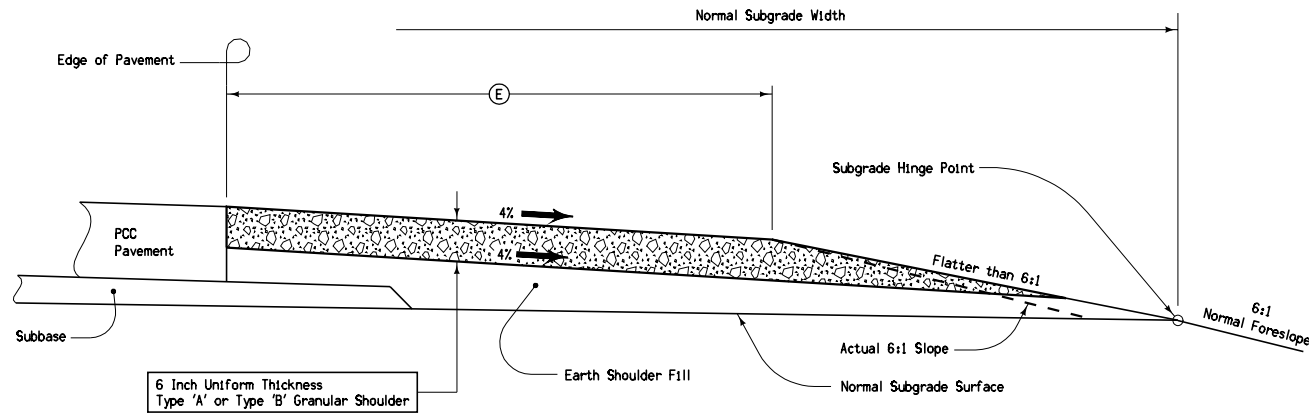 Normal Subgrade Width
Edge of Pavement
E
Subgrade Hinge Point
4%
PCC
Pavement
4%
Flatter than 6:1
6:1
Normal Foreslope
Subbase
Actual 6:1 Slope
Earth Shoulder Fill
Normal Subgrade Surface
6 Inch Uniform Thickness
Type 'A' or Type 'B' Granular Shoulder